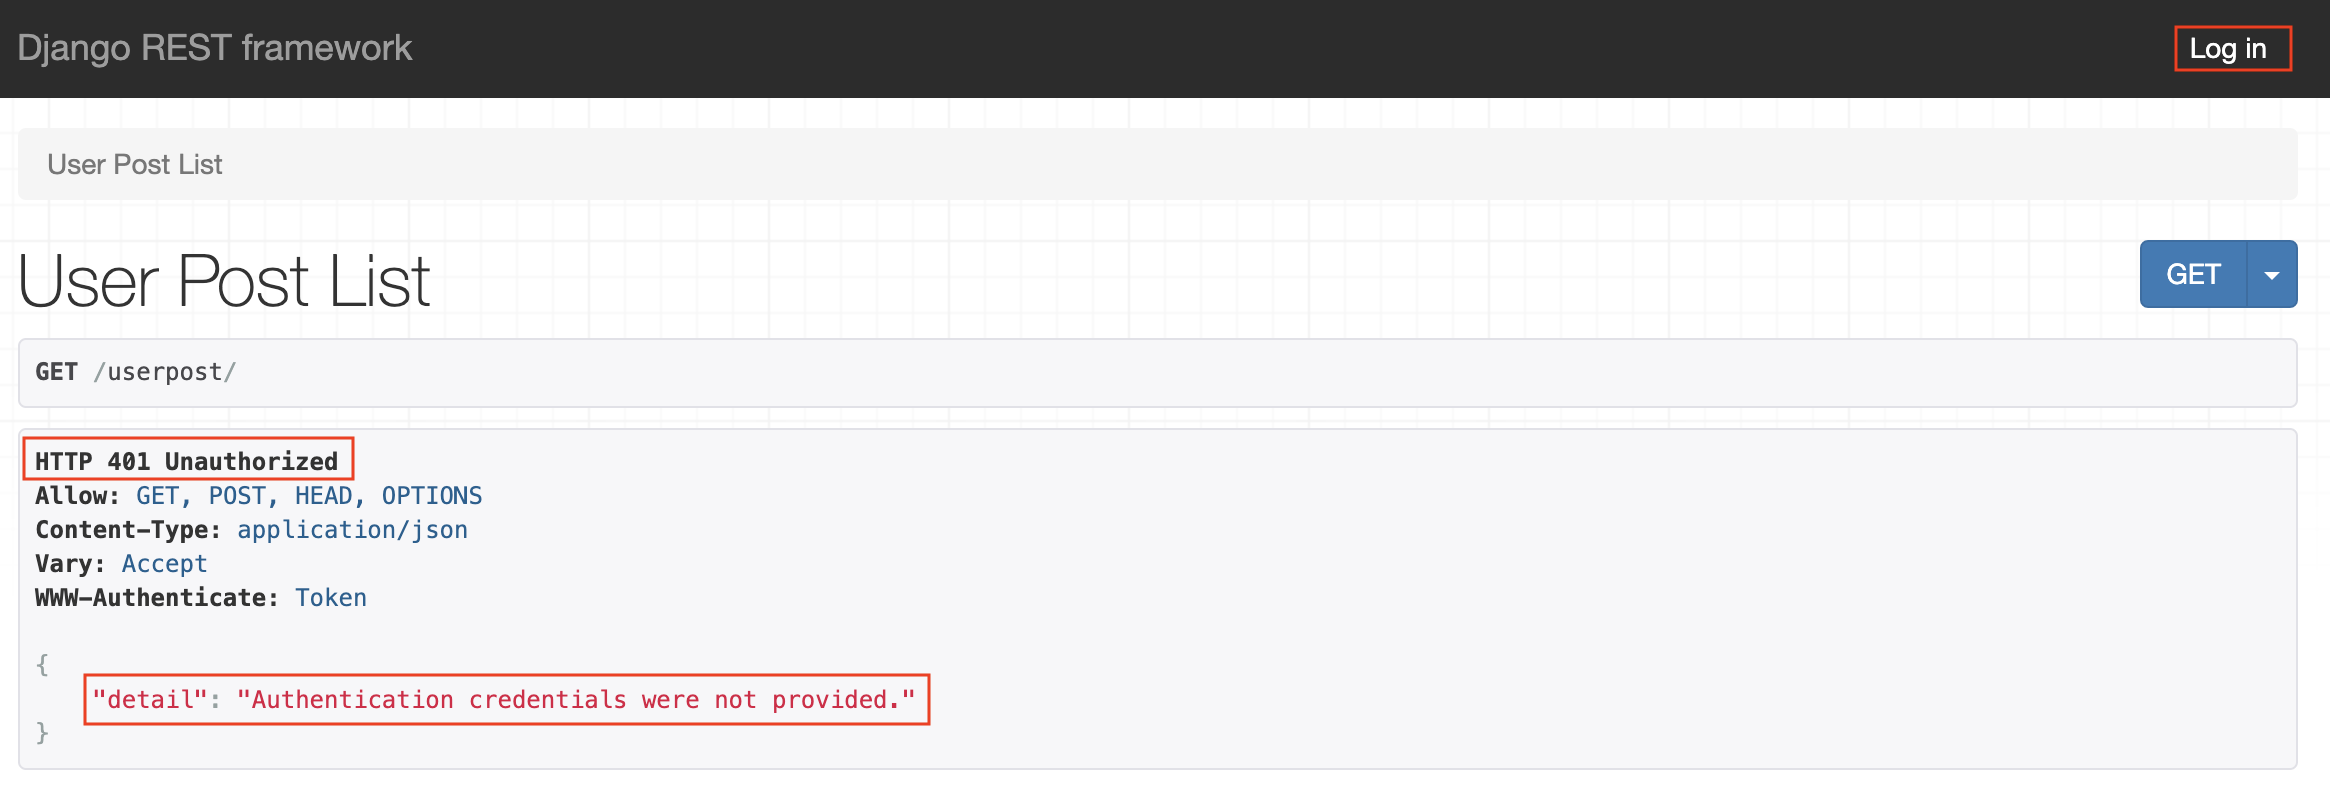 Django REST framework
Log in
User Post List
User Post List
GET
GET /userpost/
HTTP 401 Unauthorized
Allow: GET, POST, HEAD, OPTIONS
Content-Type: application/json
Vary: Accept
WWW-Authenticate: Token
{
"detail": "Authentication credentials were not provided."
}